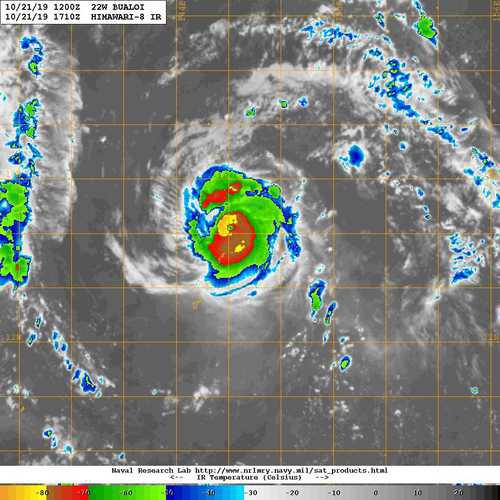 10/21/19 1200Z 22W BUALOI
10/21/19 1710Z HIMAWARI-8 IR
Naval Research Lab http://www.nrlmry.navy.mil/sat_products.html
<-- IR Temperature (Celsius) -->
-80 -70 -60 -50 -40 -30 -20 -10 0 10 20